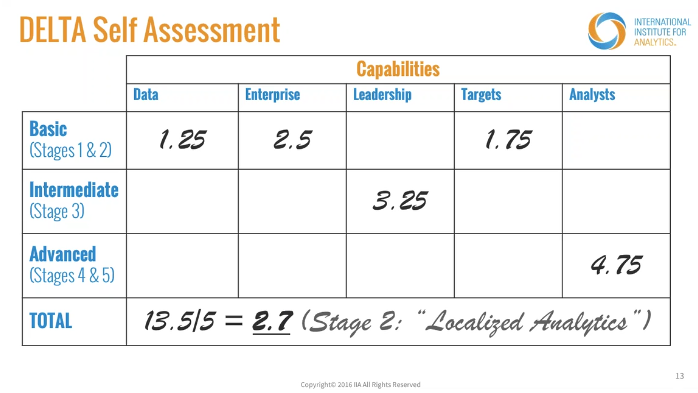 DELTA Self Assessment
INTERNATIONAL
INSTITUTE FOR
ANALYTICS.
Capabilities
Data Enterprise Leadership Targets Analysts
Basic
(Stages 1 & 2)
1.25 2.5 1.75
Intermediate
(Stage 3)
3.25
Advanced
(Stages 4 & 5)
4.75
TOTAL 13.5/5 = 2.7 (Stage 2: “Localized Analytics”)
13
Copyright© 2016 IIA All Rights Reserved